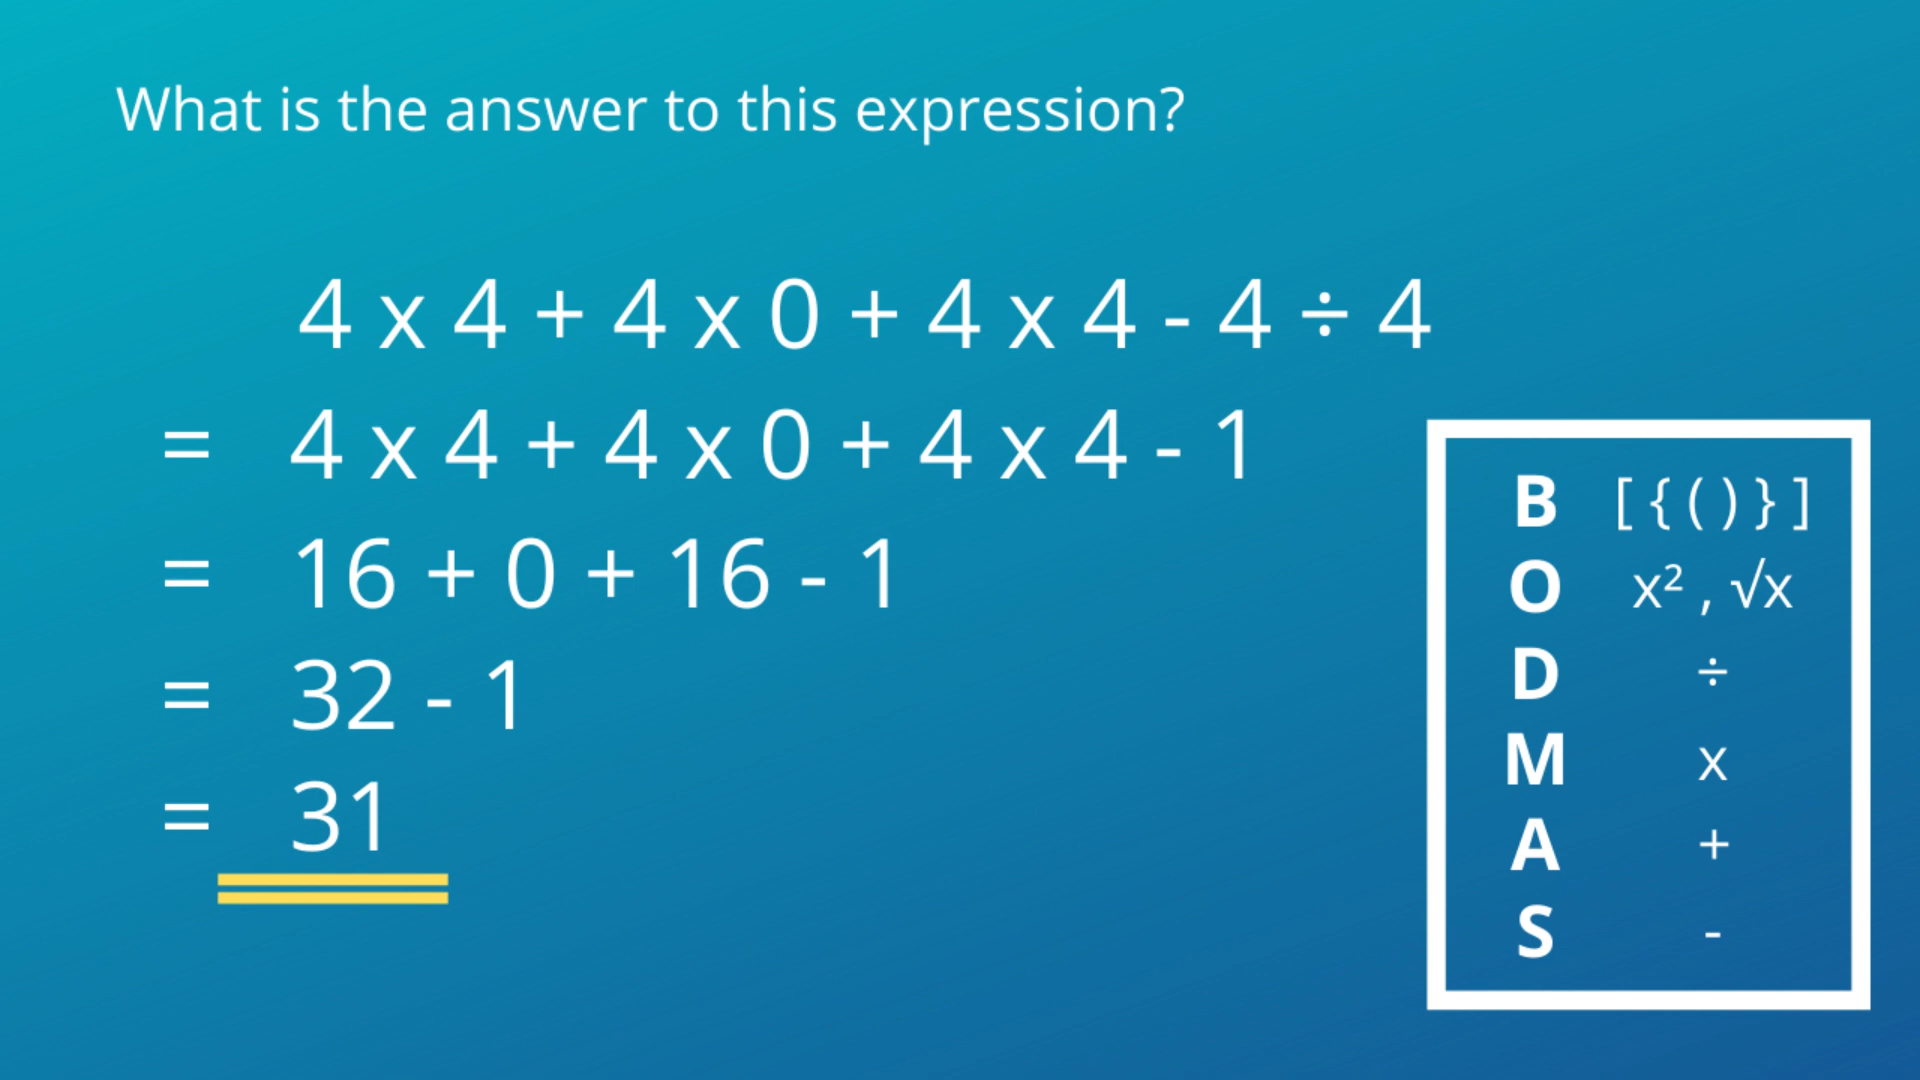 What is the answer to this expression?
4 x 4 + 4 x 0 + 4 x 4 - 4 ÷ 4
= 4 x 4 + 4 x 0 + 4 x 4 - 1
= 16 + 0 + 16 - 1
= 32 - 1
= 31
B [ { ( ) } ]
O x² , √x
D ÷
M x
A +
S -